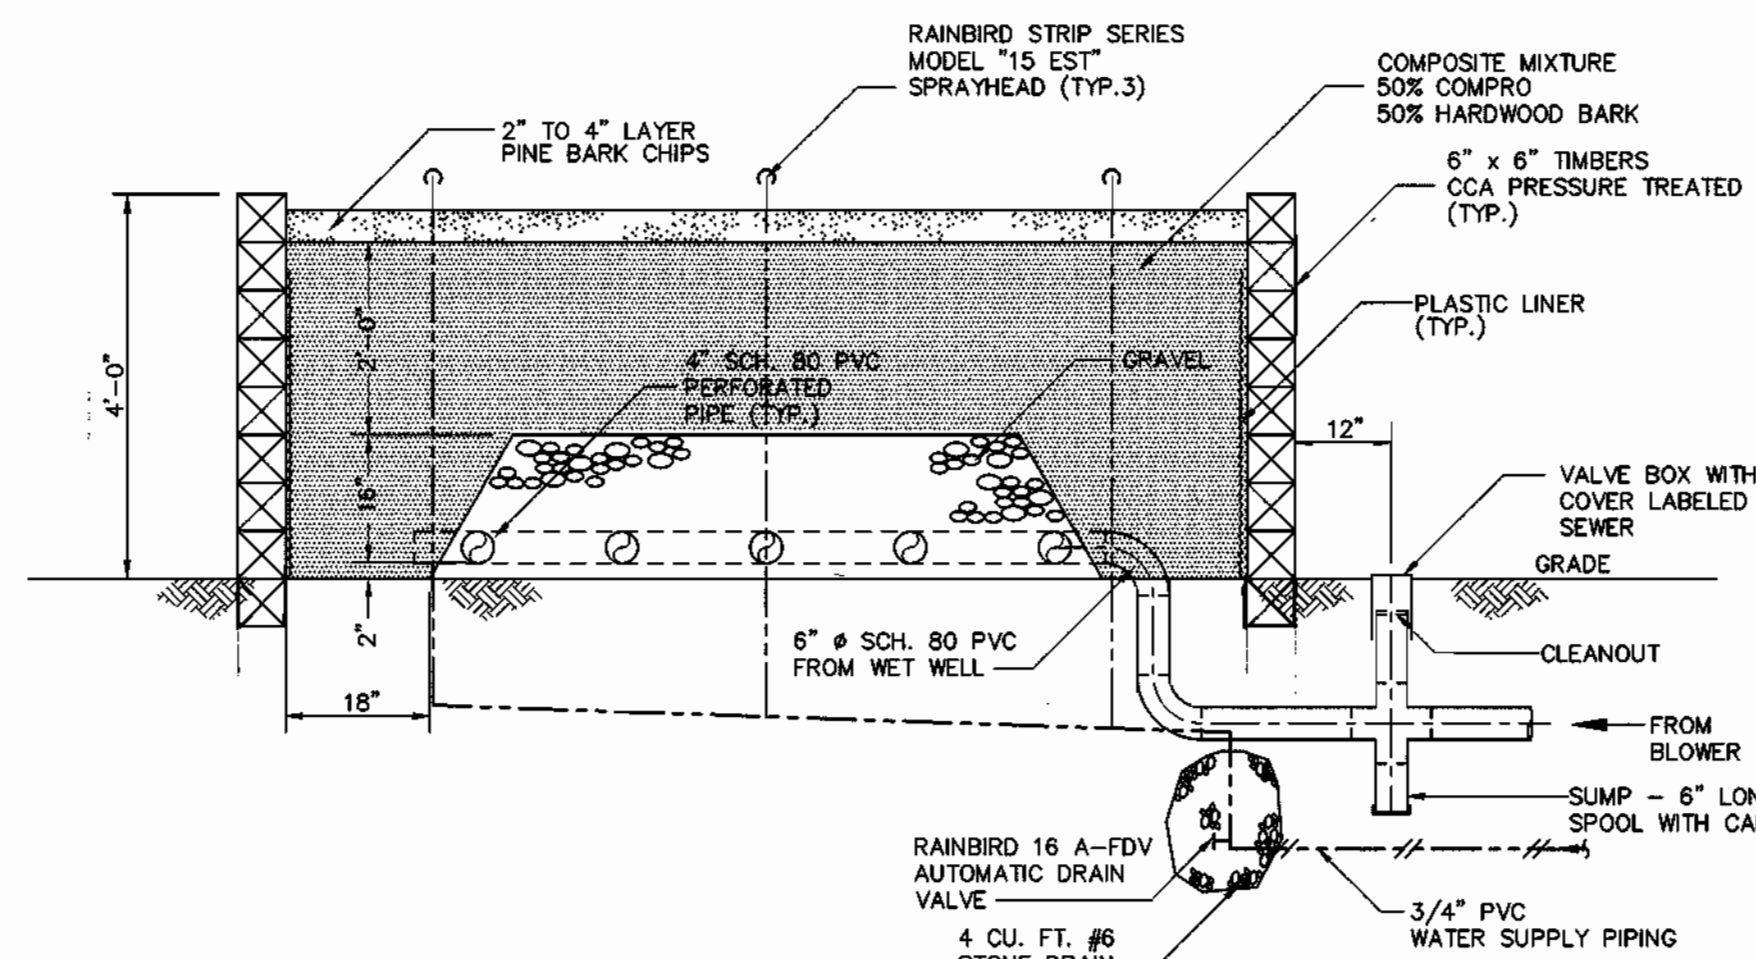 RAINBIRD STRIP SERIES
MODEL "15 EST"
SPRAYHEAD (TYP.3)
COMPOSITE MIXTURE
50% COMPRO
50% HARDWOOD BARK
2" TO 4" LAYER
PINE BARK CHIPS
6" x 6" TIMBERS
CCA PRESSURE TREATED
(TYP.)
PLASTIC LINER
(TYP.)
4'-0"
2'-0"
4" SCH. 80 PVC
PERFORATED
PIPE (TYP.)
GRAVEL
12"
16"
VALVE BOX WITH
COVER LABELED
SEWER
GRADE
2"
6" ø SCH. 80 PVC
FROM WET WELL
CLEANOUT
18"
FROM
BLOWER
SUMP - 6" LON
SPOOL WITH CA
RAINBIRD 16 A-FDV
AUTOMATIC DRAIN
VALVE
3/4" PVC
WATER SUPPLY PIPING
4 CU. FT. #6
STONE DRAIN